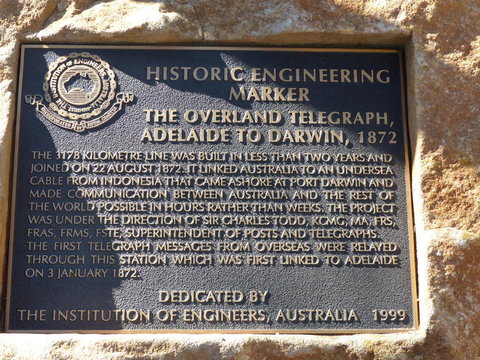 HISTORIC ENGINEERING
MARKER
THE OVERLAND TELEGRAPH,
ADELAIDE TO DARWIN, 1872
THE 3178 KILOMETRE LINE WAS BUILT IN LESS THAN TWO YEARS AND
JOINED ON 22 AUGUST 1872. IT LINKED AUSTRALIA TO AN UNDERSEA
CABLE FROM INDONESIA THAT CAME ASHORE AT PORT DARWIN AND
MADE COMMUNICATION BETWEEN AUSTRALIA AND THE REST OF
THE WORLD POSSIBLE IN HOURS RATHER THAN WEEKS. THE PROJECT
WAS UNDER THE DIRECTION OF SIR CHARLES TODD, KCMG, MA, FRS,
FRAS, FRMS, FSTE, SUPERINTENDENT OF POSTS AND TELEGRAPHS.
THE FIRST TELEGRAPH MESSAGES FROM OVERSEAS WERE RELAYED
THROUGH THIS STATION WHICH WAS FIRST LINKED TO ADELAIDE
ON 3 JANUARY 1872.
DEDICATED BY
THE INSTITUTION OF ENGINEERS, AUSTRALIA 1999